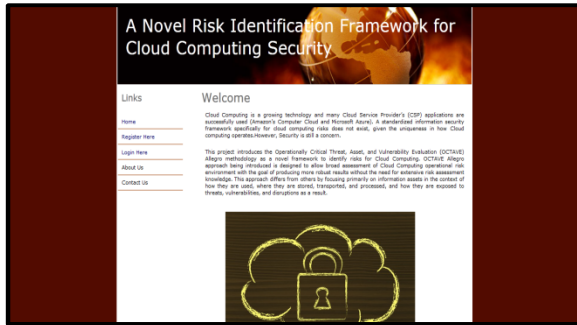 A Novel Risk Identification Framework for
Cloud Computing Security
Links
Home
Register Here
Login Here
About Us
Contact Us
Welcome
Cloud Computing is a growing technology and many Cloud Service Provider's (CSP) applications are
successfully used (Amazon's Computer Cloud and Microsoft Azure). A standardized information security
framework specifically for cloud computing risks does not exist, given the uniqueness in how Cloud
computing operates.However, Security is still a concern.
This project introduces the Operationally Critical Threat, Asset, and Vulnerability Evaluation (OCTAVE)
Allegro methodology as a novel framework to identify risks for Cloud Computing. OCTAVE Allegro
approach being introduced is designed to allow broad assessment of Cloud Computing operational risk
environment with the goal of producing more robust results without the need for extensive risk assessment
knowledge. This approach differs from others by focusing primarily on information assets in the context of
how they are used, where they are stored, transported, and processed, and how they are exposed to
threats, vulnerabilities, and disruptions as a result.